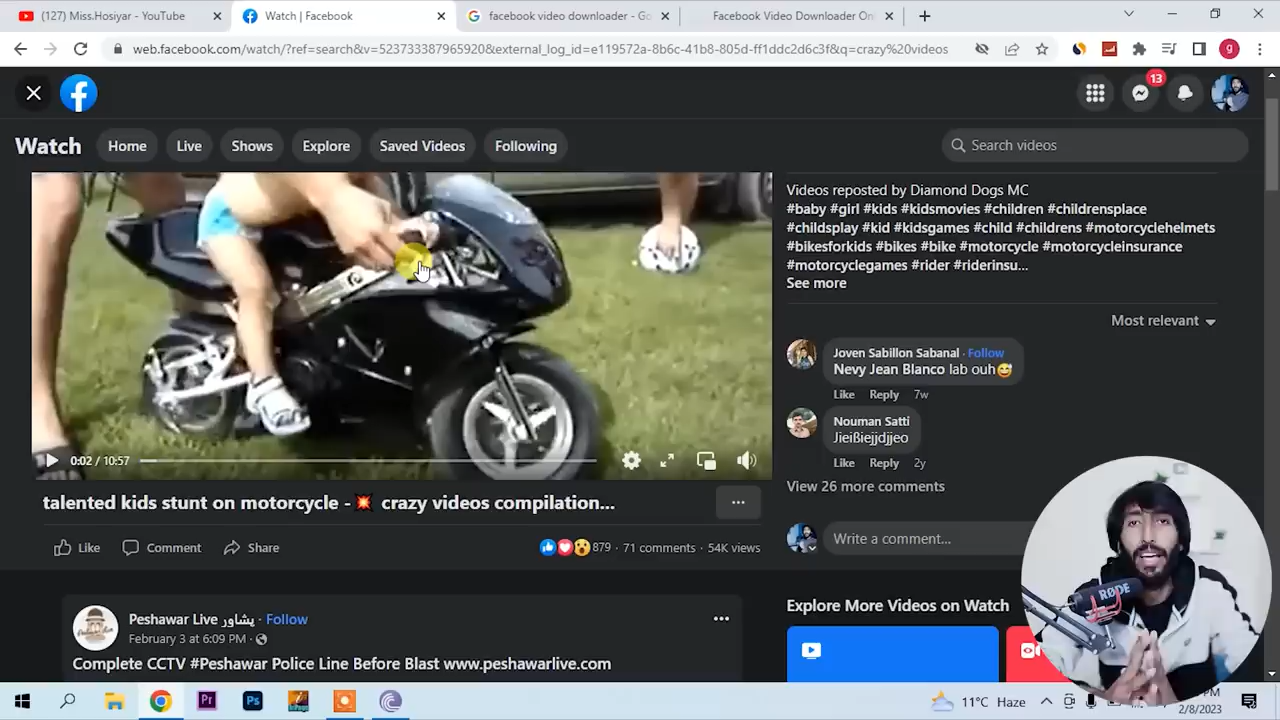 (127) Miss.Hosiyar - YouTube
Watch | Facebook
facebook video downloader - Go
Facebook Video Downloader On
web.facebook.com/watch/?ref=search&v=523733387965920&external_log_id=e119572a-8b6c-41b8-805d-ff1ddc2d6c3f&q=crazy%20videos
g
13
Watch
Home
Live
Shows
Explore
Saved Videos
Following
Search videos
Videos reposted by Diamond Dogs MC
#baby #girl #kids #kidsmovies #children #childrensplace
#childsplay #kid #kidsgames #child #childrens #motorcyclehelmets
#bikesforkids #bikes #bike #motorcycle #motorcycleinsurance
#motorcyclegames #rider #riderinsu...
See more
Most relevant
Joven Sabillon Sabanal · Follow
Nevy Jean Blanco lab ouh😅
Like Reply 7w
Nouman Satti
Jieißiejjdjjeo
Like Reply 2y
View 26 more comments
Write a comment...
0:02 / 10:57
talented kids stunt on motorcycle -💥 crazy videos compilation...
Like
Comment
Share
879 · 71 comments · 54K views
Peshawar Live پشاور · Follow
February 3 at 6:09 PM ·
Complete CCTV #Peshawar Police Line Before Blast www.peshawarlive.com
Explore More Videos on Watch
RØDE
Pr
Ps
11°C Haze
PM
2/8/2023